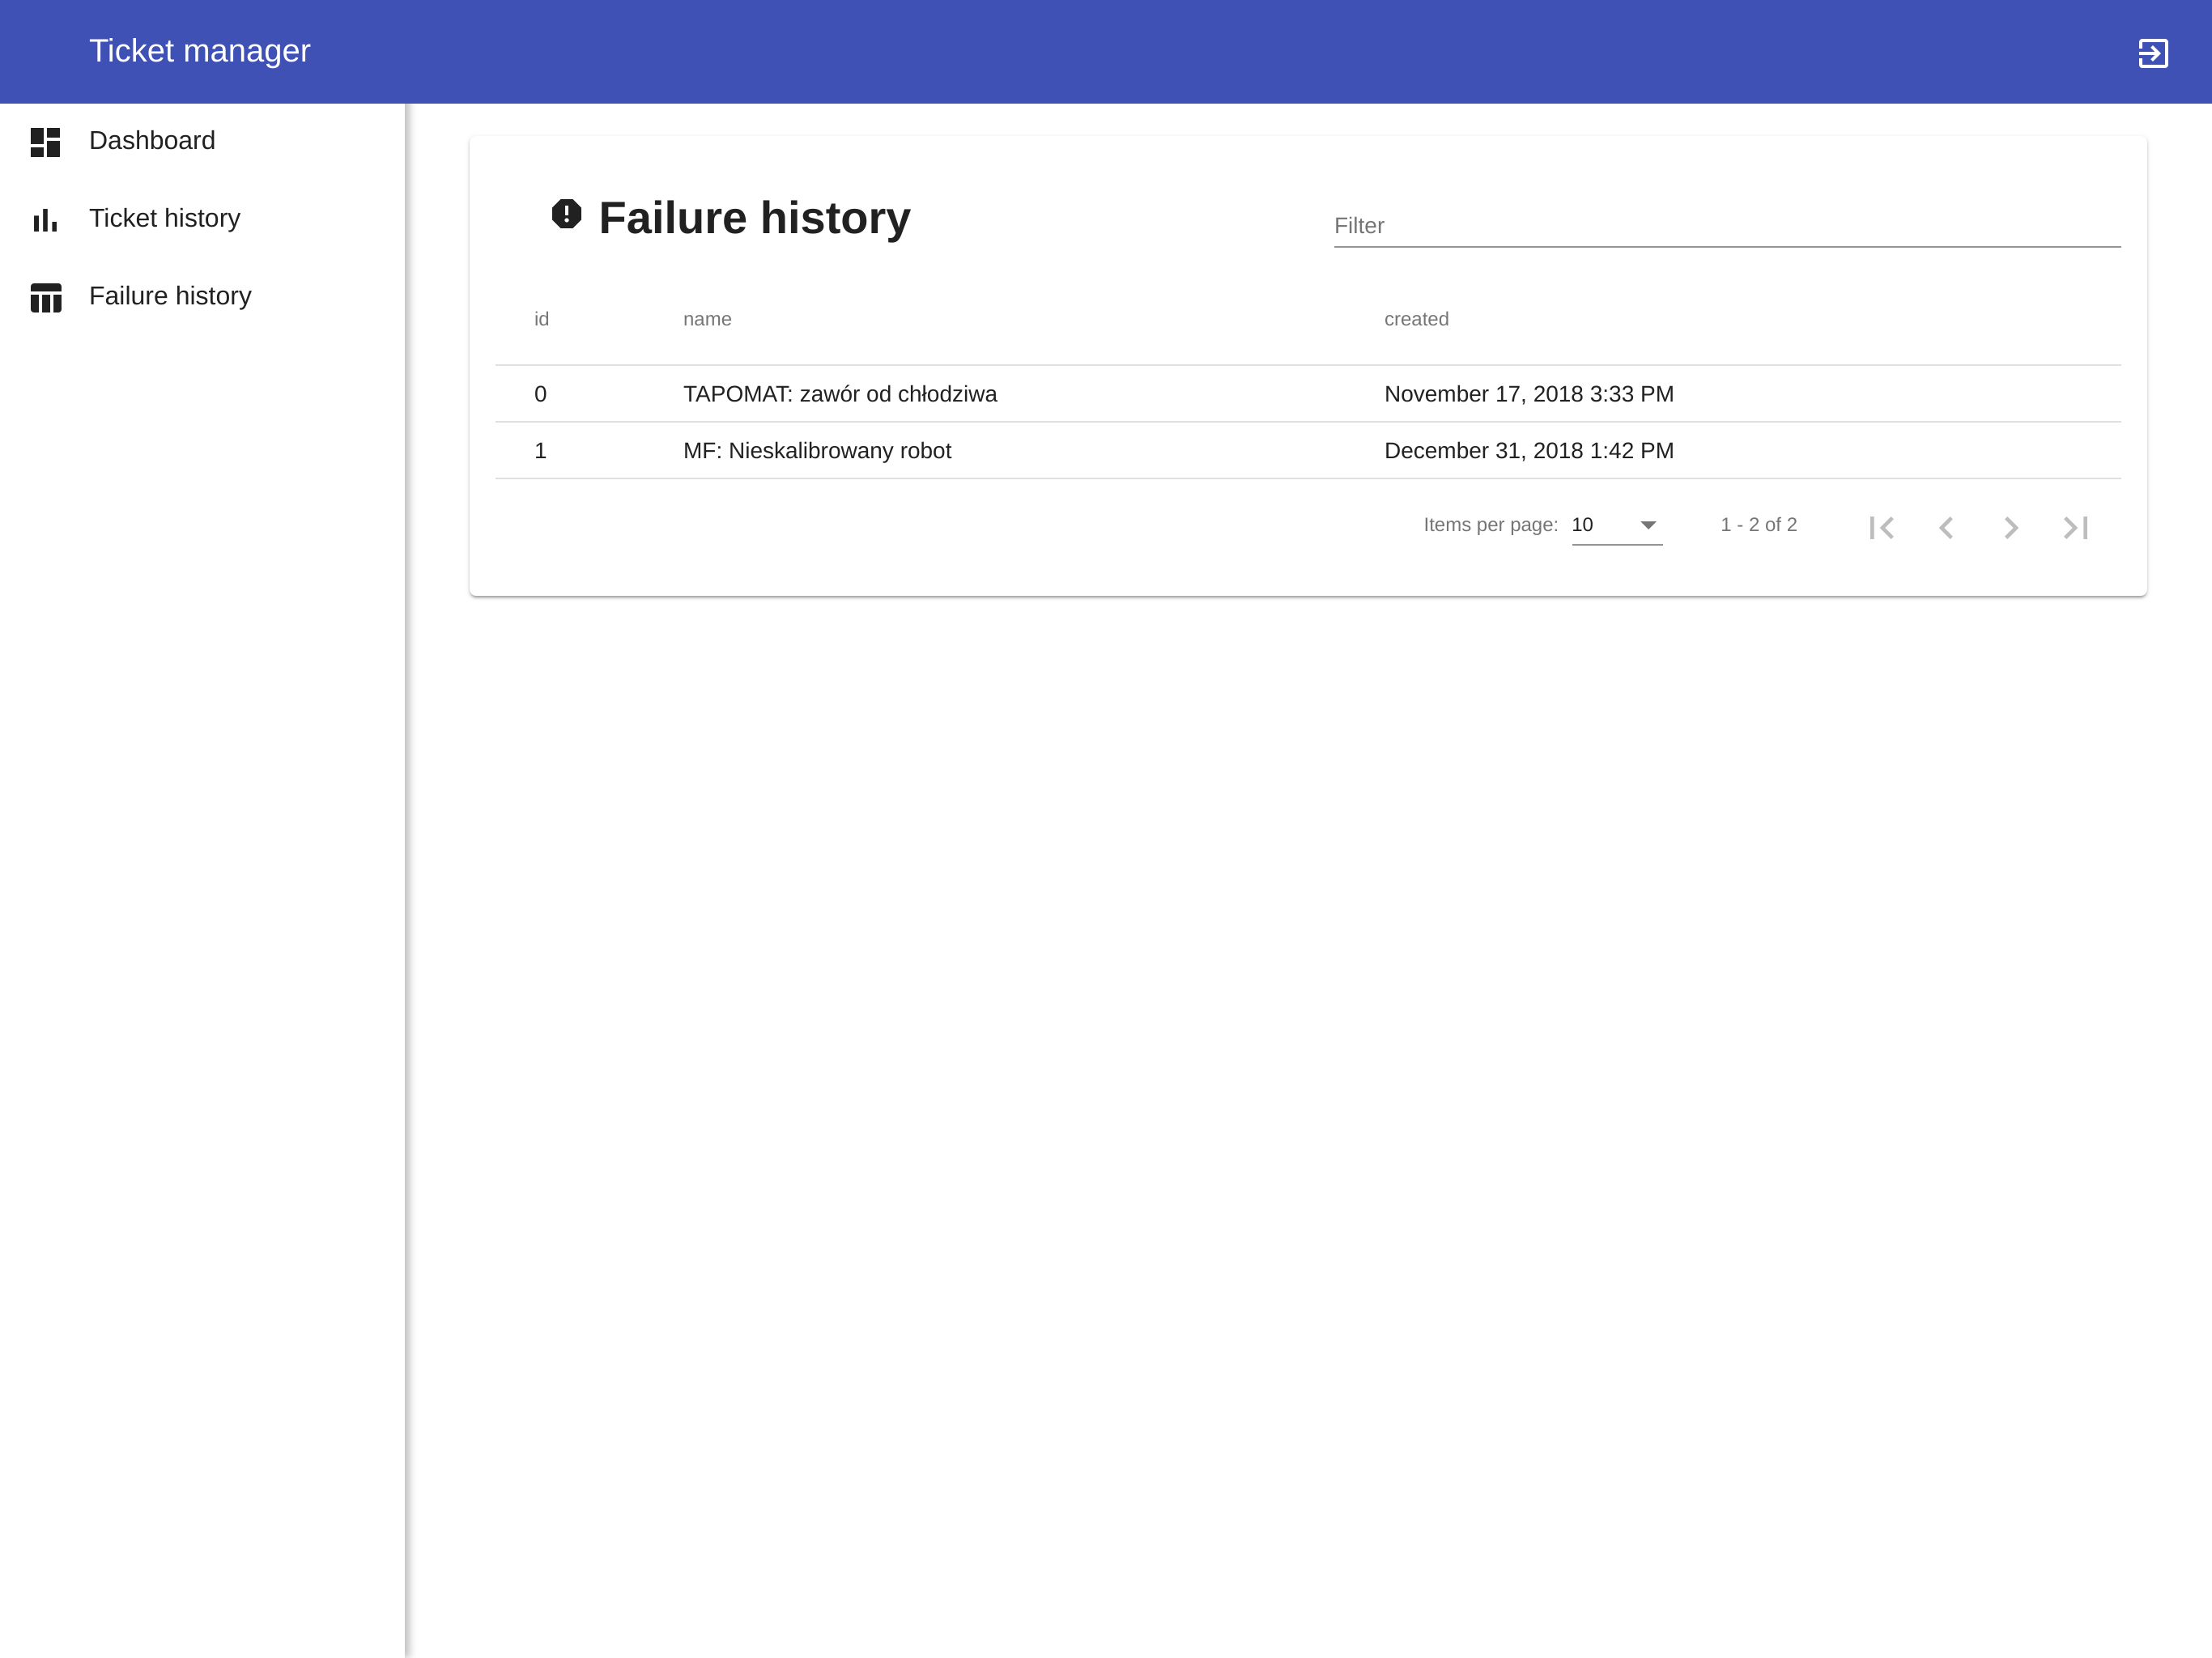 Ticket manager
Dashboard
Ticket history
Failure history
Failure history
Filter
id name created
0 TAPOMAT: zawór od chłodziwa November 17, 2018 3:33 PM
1 MF: Nieskalibrowany robot December 31, 2018 1:42 PM
Items per page: 10 1 - 2 of 2